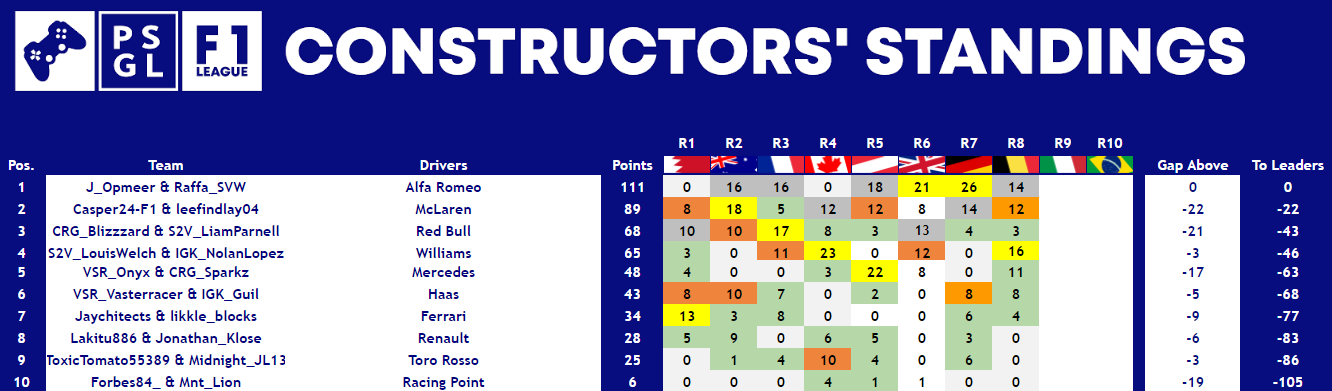 PS
GL
F1
LEAGUE
CONSTRUCTORS' STANDINGS
R1 R2 R3 R4 R5 R6 R7 R8 R9 R10
Pos. Team Drivers Points Gap Above To Leaders
1 J_Opmeer & Raffa_SVW Alfa Romeo 111 0 16 16 0 18 21 26 14 0 0
2 Casper24-F1 & leefindlay04 McLaren 89 8 18 5 12 12 8 14 12 -22 -22
3 CRG_Blizzzard & S2V_LiamParnell Red Bull 68 10 10 17 8 3 13 4 3 -21 -43
4 S2V_LouisWelch & IGK_NolanLopez Williams 65 3 0 11 23 0 12 0 16 -3 -46
5 VSR_Onyx & CRG_Sparkz Mercedes 48 4 0 0 3 22 8 0 11 -17 -63
6 VSR_Vasterracer & IGK_Guil Haas 43 8 10 7 0 2 0 8 8 -5 -68
7 Jaychitects & likkle_blocks Ferrari 34 13 3 8 0 0 0 6 4 -9 -77
8 Lakitu886 & Jonathan_Klose Renault 28 5 9 0 6 5 0 3 0 -6 -83
9 ToxicTomato55389 & Midnight_JL13 Toro Rosso 25 0 1 4 10 4 0 6 0 -3 -86
10 Forbes84_ & Mnt_Lion Racing Point 6 0 0 0 4 1 1 0 0 -19 -105